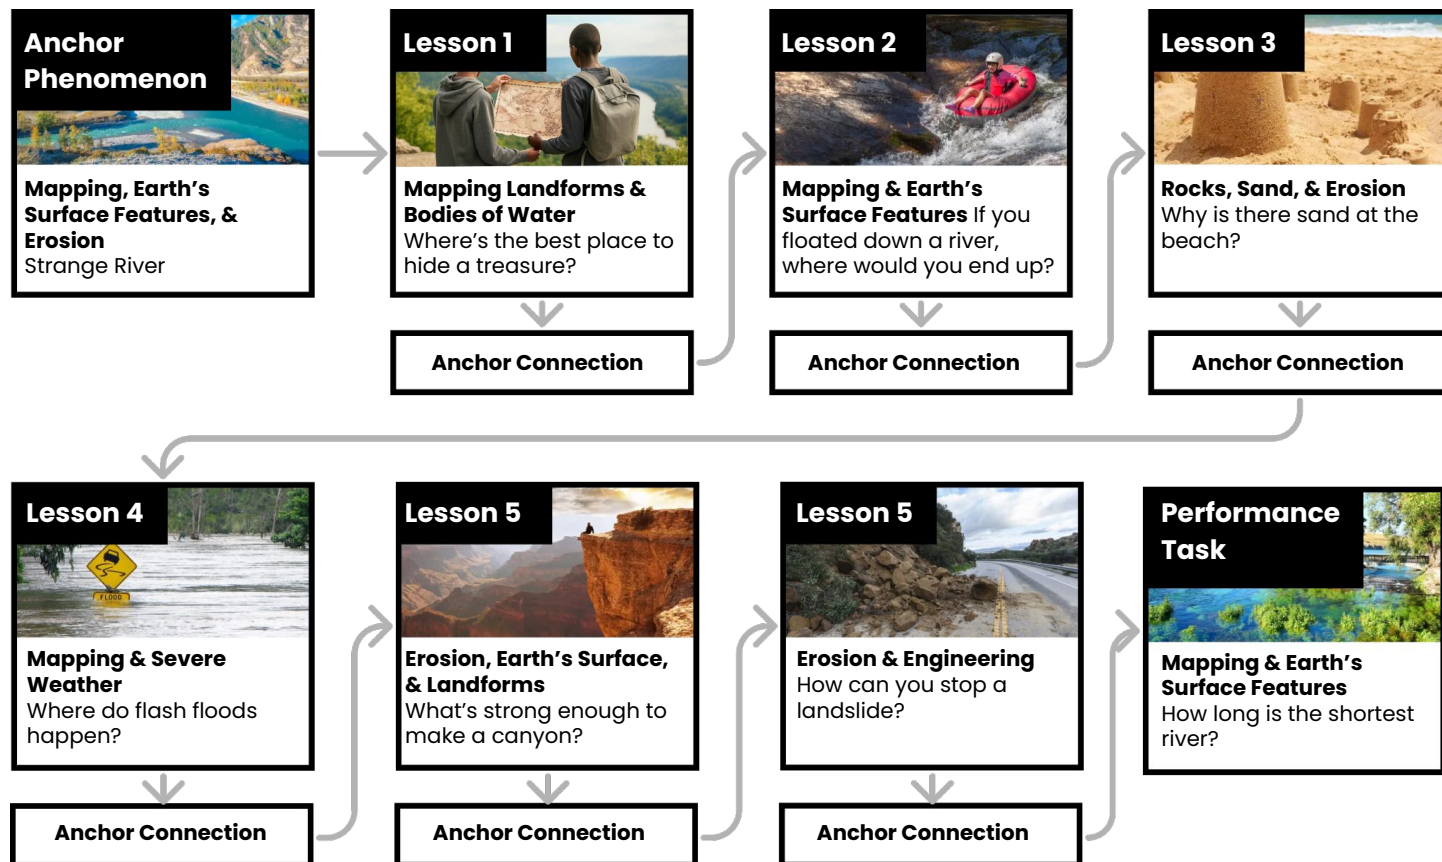 Anchor
Phenomenon
Mapping, Earth's
Surface Features, &
Erosion
Strange River
Lesson 1
Mapping Landforms &
Bodies of Water
Where's the best place to
hide a treasure?
Anchor Connection
Lesson 2
Mapping & Earth's
Surface Features If you
floated down a river,
where would you end up?
Anchor Connection
Lesson 3
Rocks, Sand, & Erosion
Why is there sand at the
beach?
Anchor Connection
Lesson 4
FLOOD
Mapping & Severe
Weather
Where do flash floods
happen?
Anchor Connection
Lesson 5
Erosion, Earth's Surface,
& Landforms
What's strong enough to
make a canyon?
Anchor Connection
Lesson 5
Erosion & Engineering
How can you stop a
landslide?
Anchor Connection
Performance
Task
Mapping & Earth's
Surface Features
How long is the shortest
river?